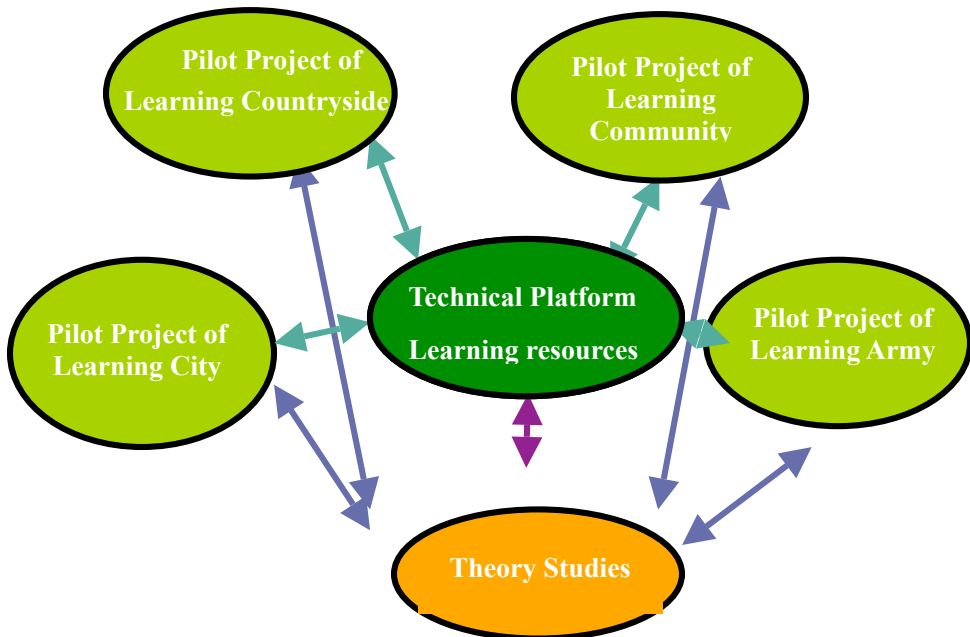 Pilot Project of
Learning Countryside
Pilot Project of
Learning
Community
Technical Platform
Learning resources
Pilot Project of
Learning City
Pilot Project of
Learning Army
Theory Studies